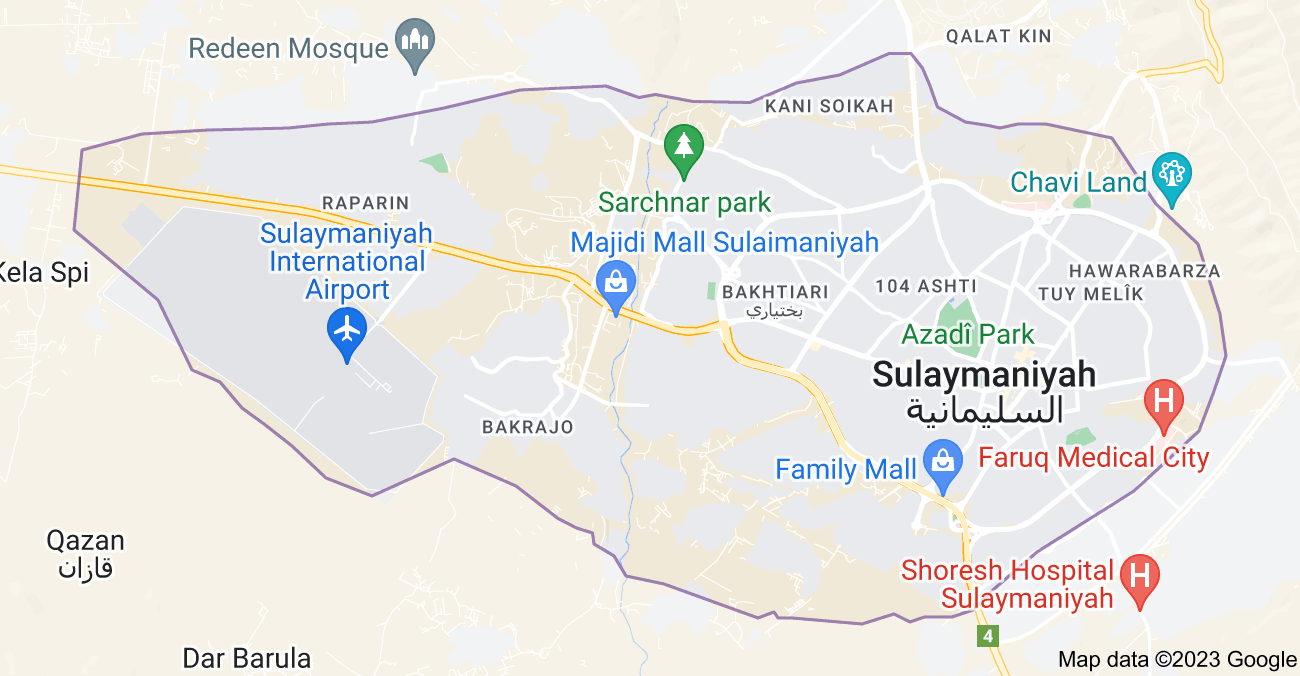 QALAT KIN
Redeen Mosque
KANI SOIKAH
Chavi Land
Sarchnar park
RAPARIN
Sulaymaniyah
International
Airport
Majidi Mall Sulaimaniyah
Kela Spi
HAWARABARZA
104 ASHTI
TUY MELÎK
BAKHTIARI
بختياري
Azadî Park
Sulaymaniyah
السليمانية
BAKRAJO
Faruq Medical City
Family Mall
Qazan
قازان
Shoresh Hospital
Sulaymaniyah
4
Dar Barula
Map data ©2023 Google